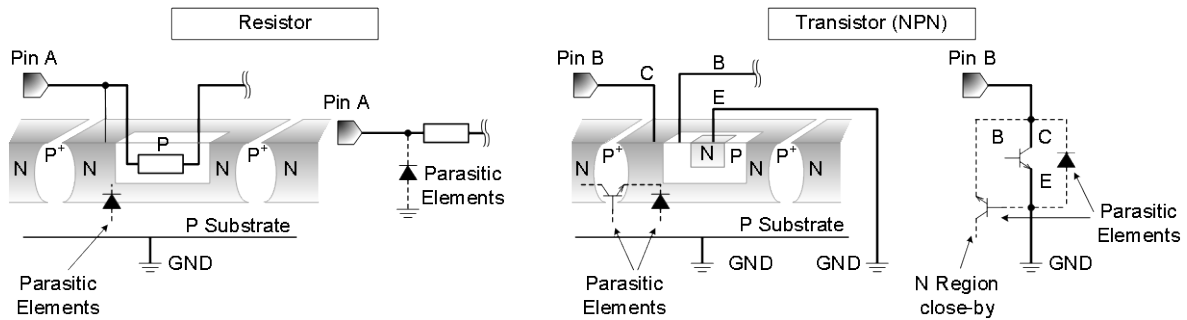 Resistor
Transistor (NPN)
Pin A
Pin A
N
P⁺
N
P
P⁺
N
N
Parasitic
Elements
P Substrate
GND
Parasitic
Elements
Pin B
C
B
E
N
P⁺
N
N
P
P⁺
N
N
P Substrate
GND
GND
Parasitic
Elements
Pin B
B
C
E
Parasitic
Elements
GND
N Region
close-by